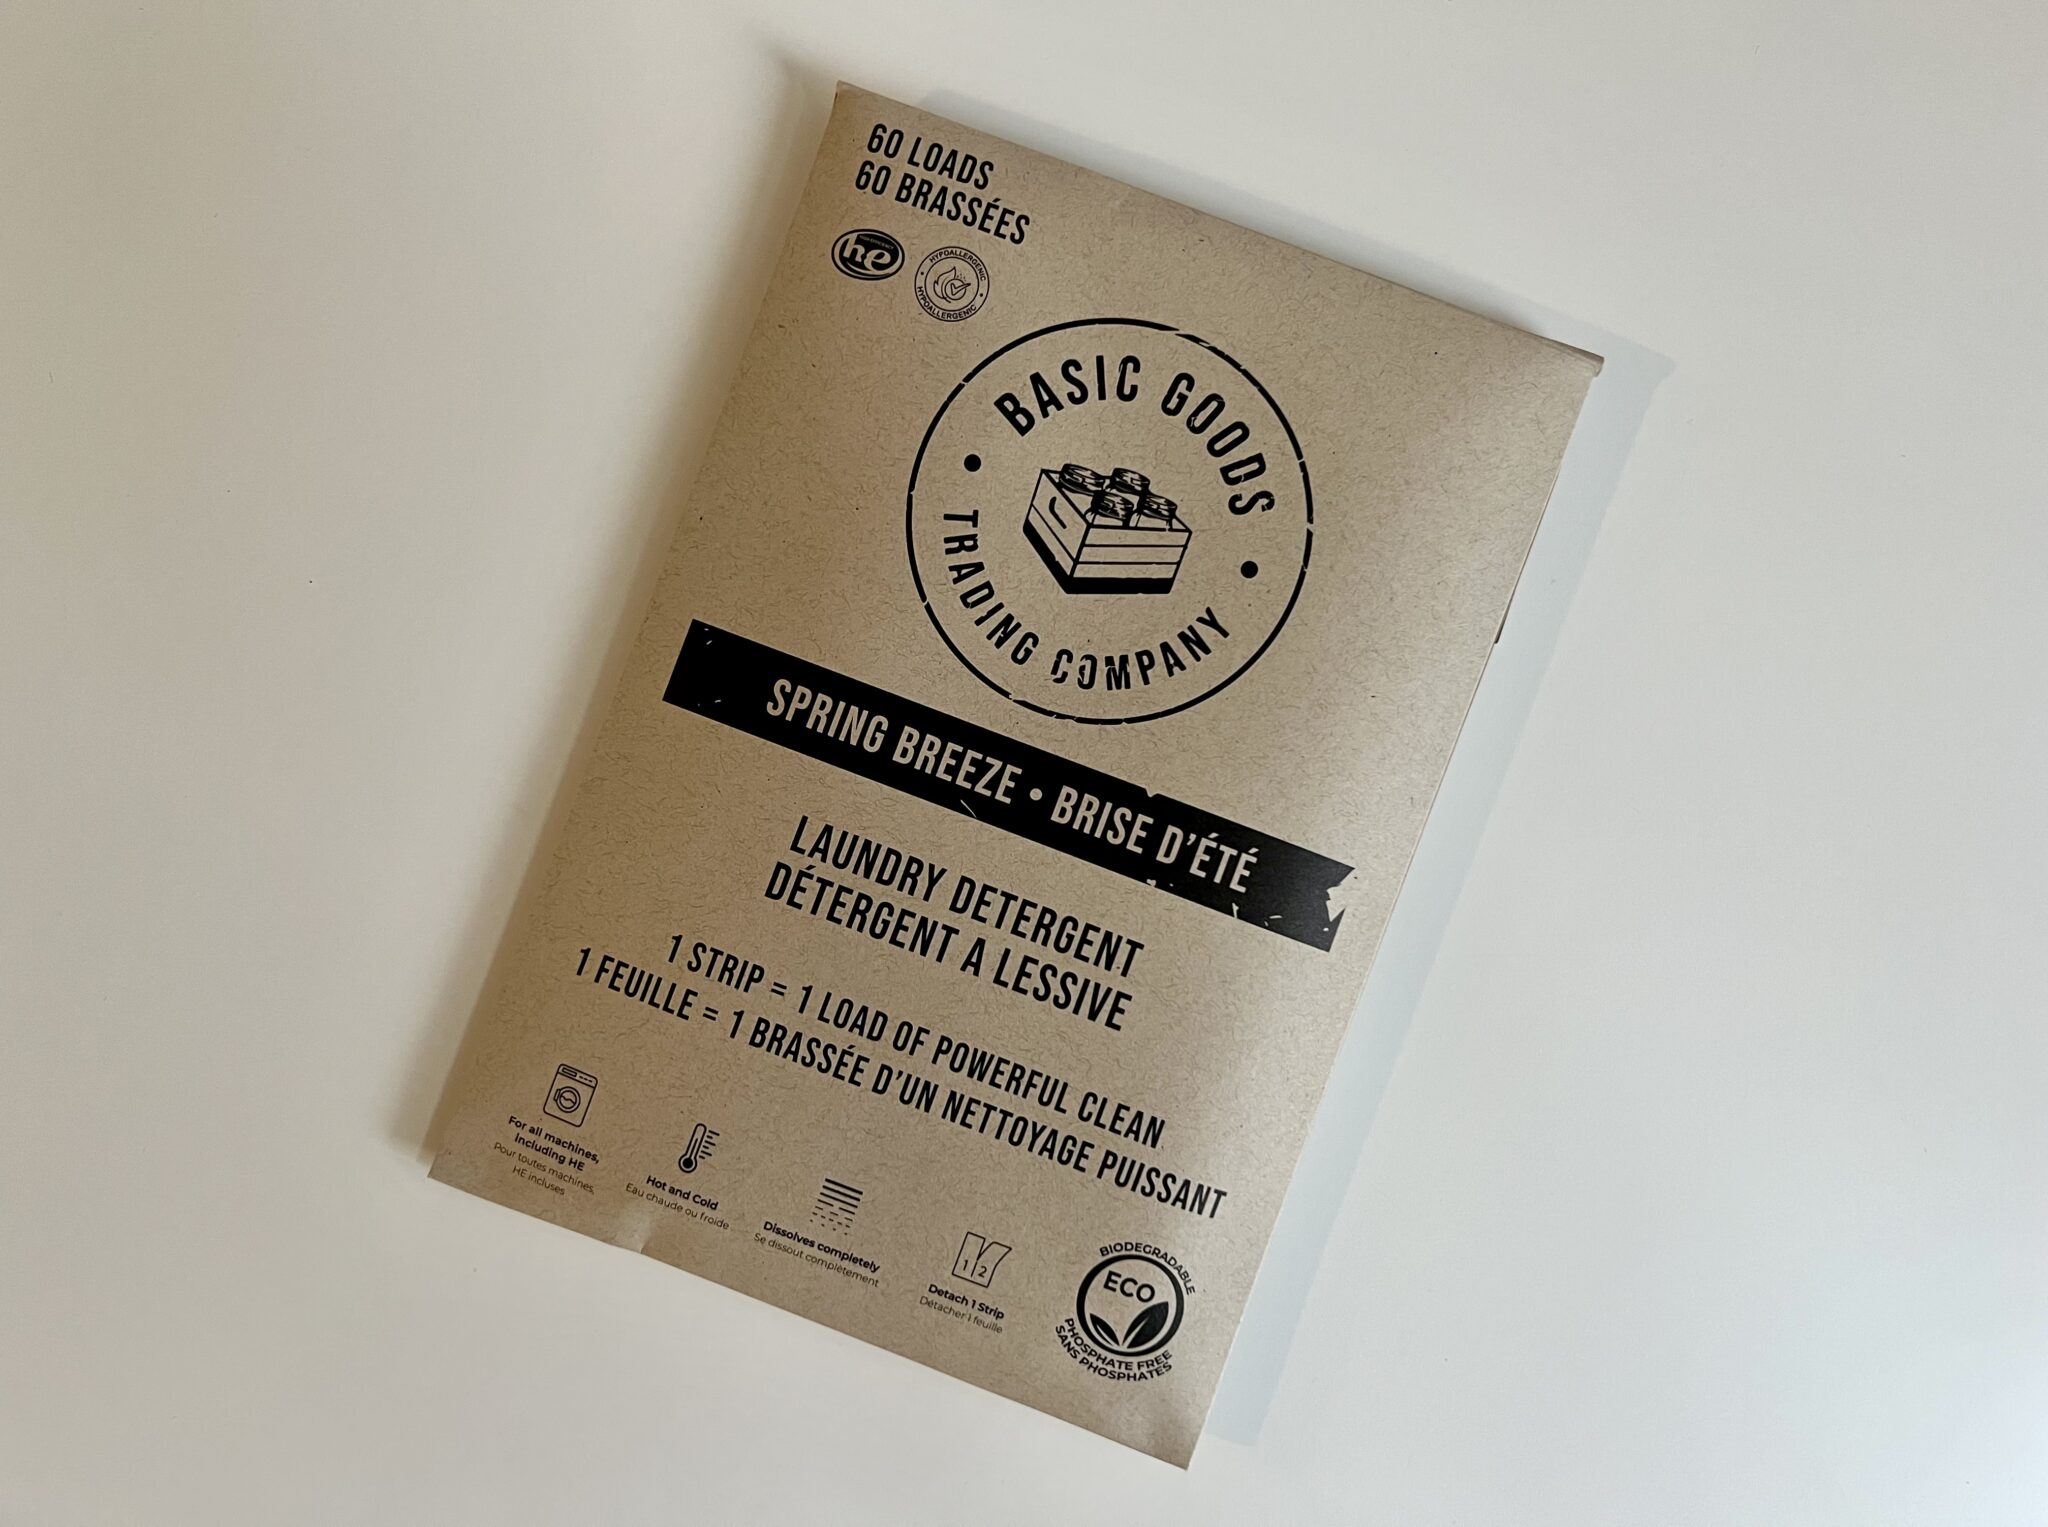 60 LOADS
60 BRASSÉES
HIGH EFFICIENCY
he
HYPOALLERGENIC
HYPOALLERGENIC
BASIC GOODS
TRADING COMPANY
SPRING BREEZE • BRISE D'ÉTÉ
LAUNDRY DETERGENT
DÉTERGENT A LESSIVE
1 STRIP = 1 LOAD OF POWERFUL CLEAN
1 FEUILLE = 1 BRASSÉE D'UN NETTOYAGE PUISSANT
For all machines,
including HE
Pour toutes machines,
HE incluses
Hot and Cold
Eau chaude ou froide
Dissolves completely
Se dissout complètement
1 2
Detach 1 Strip
Détacher 1 feuille
BIODEGRADABLE
ECO
PHOSPHATE FREE
SANS PHOSPHATES